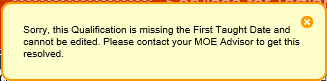 Sorry, this Qualification is missing the First Taught Date and
cannot be edited. Please contact your MOE Advisor to get this
resolved.